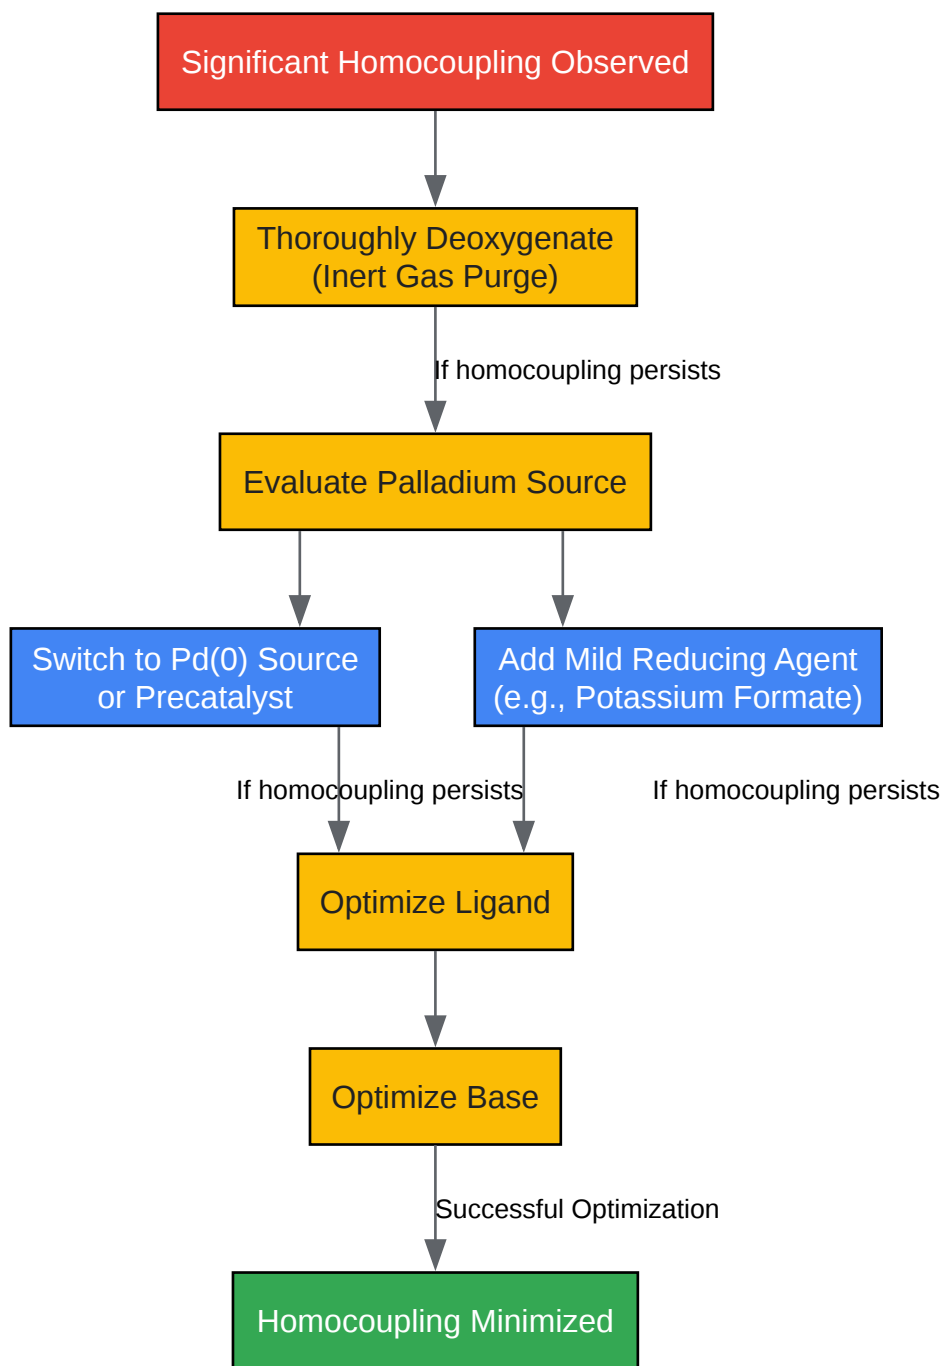 Significant Homocoupling Observed
Thoroughly Deoxygenate
(Inert Gas Purge)
If homocoupling persists
Evaluate Palladium Source
Switch to Pd(0) Source
or Precatalyst
Add Mild Reducing Agent
(e.g., Potassium Formate)
If homocoupling persists
If homocoupling persists
Optimize Ligand
Optimize Base
Successful Optimization
Homocoupling Minimized